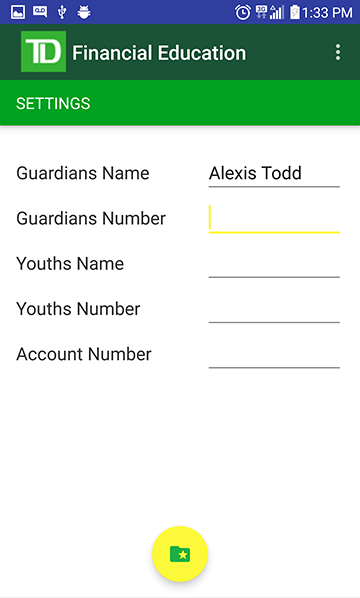 1:33 PM
TD Financial Education
SETTINGS
Guardians Name Alexis Todd
Guardians Number
Youths Name
Youths Number
Account Number